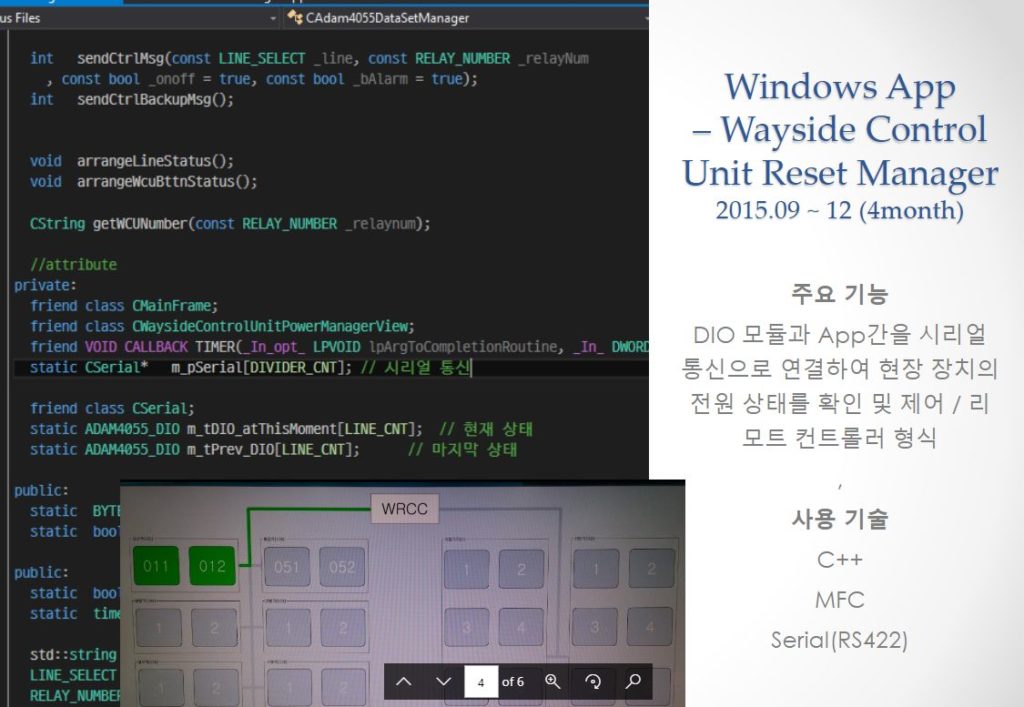 us Files
CAdam4055DataSetManager
int sendCtrlMsg(const LINE_SELECT _line, const RELAY_NUMBER _relayNum
, const bool _onoff = true, const bool _bAlarm = true);
int sendCtrlBackupMsg();
void arrangeLineStatus();
void arrangeWcuBttnStatus();
CString getWCUNumber(const RELAY_NUMBER _relaynum);
//attribute
private:
friend class CMainFrame;
friend class CWaysideControlUnitPowerManagerView;
friend VOID CALLBACK TIMER(_In_opt_ LPVOID lpArgToCompletionRoutine, _In_ DWORD
static CSerial* m_pSerial[DIVIDER_CNT]; // 시리얼 통신
friend class CSerial;
static ADAM4055_DIO m_tDIO_atThisMoment[LINE_CNT]; // 현재 상태
static ADAM4055_DIO m_tPrev_DIO[LINE_CNT]; // 마지막 상태
public:
static BYTE
static bool
public:
static bool
static time
std::string
LINE_SELECT
RELAY_NUMBER
WRCC
011 012 051 052 1 2 1 2
1 2 1 2 3 4 3 4
1 2 1 2
4 of 6
Windows App
– Wayside Control
Unit Reset Manager
2015.09 ~ 12 (4month)
주요 기능
DIO 모듈과 App간을 시리얼
통신으로 연결하여 현장 장치의
전원 상태를 확인 및 제어 / 리
모트 컨트롤러 형식
,
사용 기술
C++
MFC
Serial(RS422)